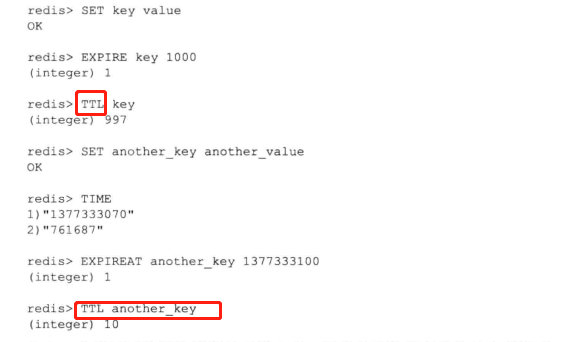 redis> SET key value
OK
redis> EXPIRE key 1000
(integer) 1
redis> TTL key
(integer) 997
redis> SET another_key another_value
OK
redis> TIME
1)"1377333070"
2)"761687"
redis> EXPIREAT another_key 1377333100
(integer) 1
redis> TTL another_key
(integer) 10